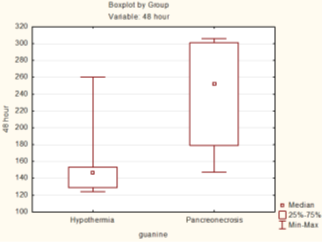 Boxplot by Group
Variable: 48 hour
320
300
280
260
240
220
200
180
160
140
120
100
48 hour
Hypothermia
Pancreonecrosis
guanine
Median
25%-75%
Min-Max